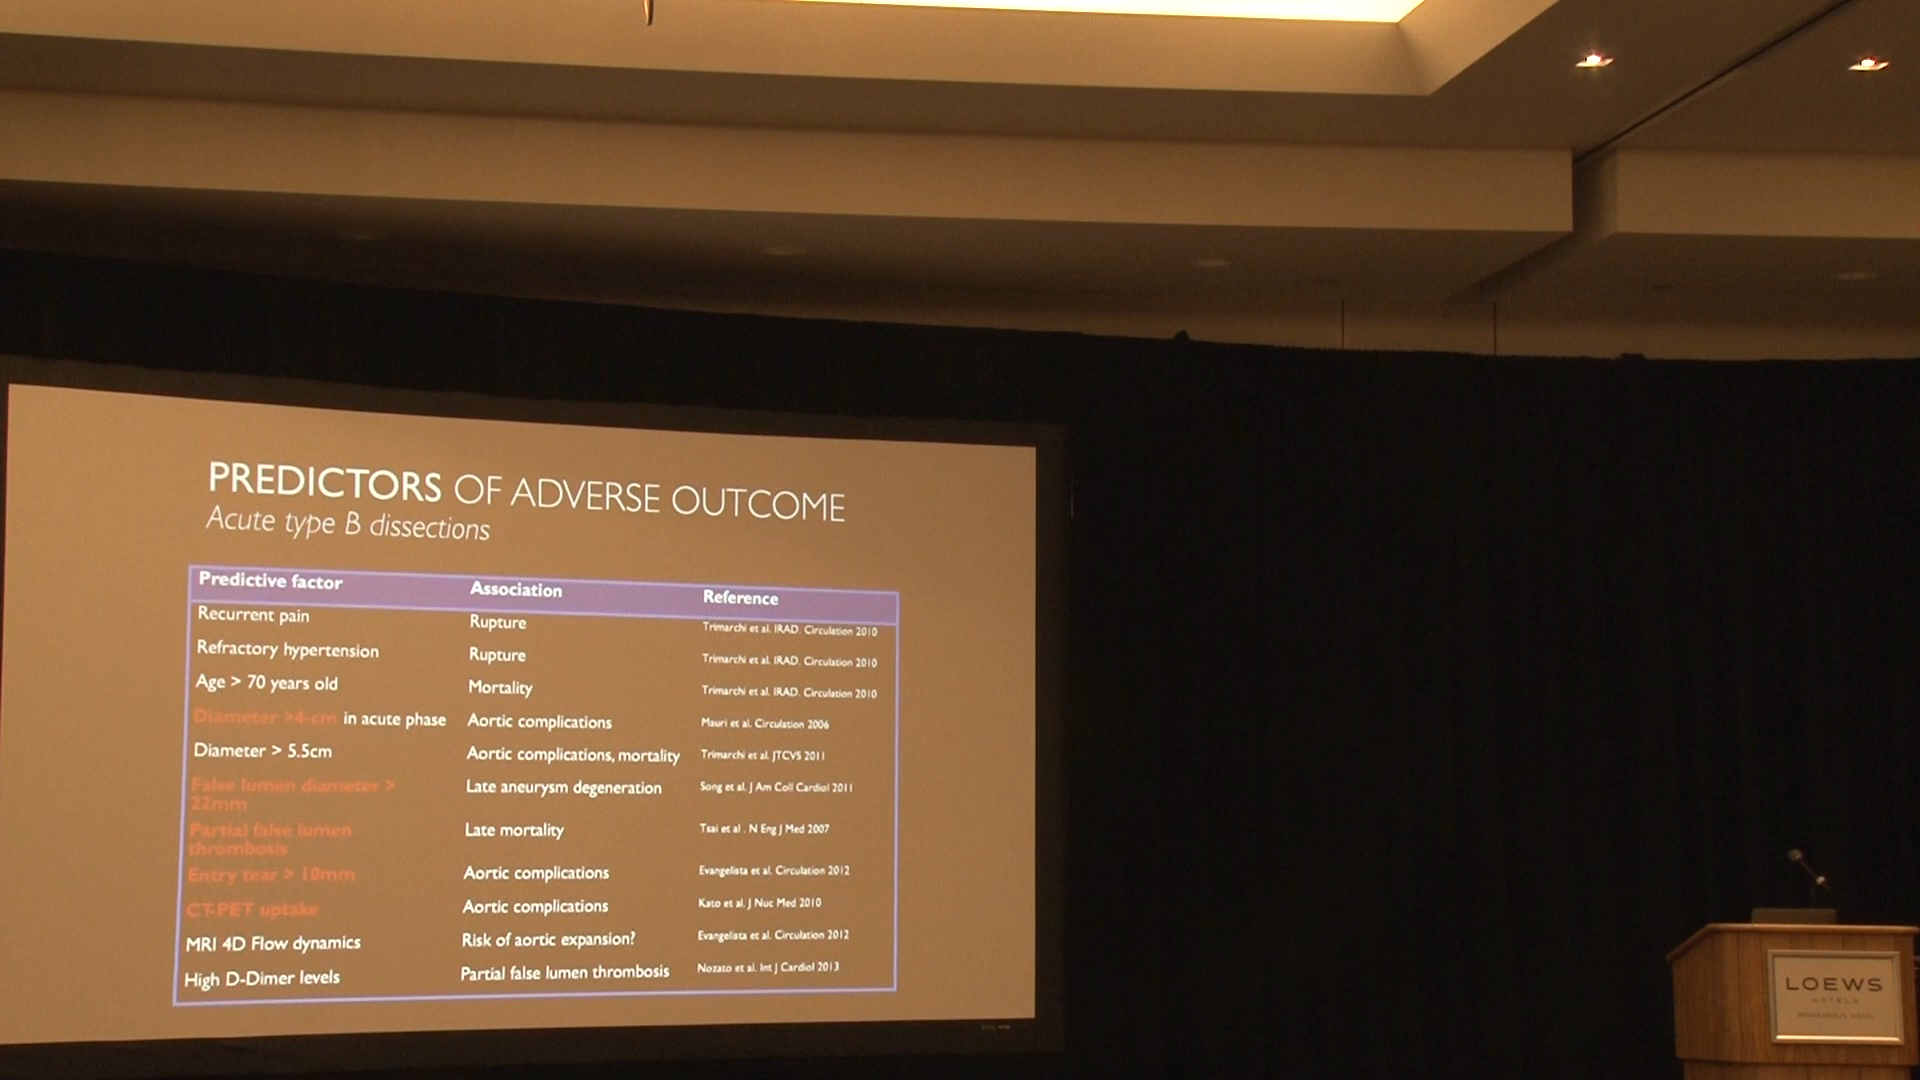 PREDICTORS OF ADVERSE OUTCOME
Acute type B dissections
Predictive factor Association Reference
Recurrent pain Rupture Trimarchi et al. IRAD. Circulation 2010
Refractory hypertension Rupture Trimarchi et al. IRAD. Circulation 2010
Age > 70 years old Mortality Trimarchi et al. IRAD. Circulation 2010
Diameter >4-cm in acute phase Aortic complications Mauri et al. Circulation 2006
Diameter > 5.5cm Aortic complications, mortality Trimarchi et al. JTCVS 2011
False lumen diameter > Late aneurysm degeneration Song et al. J Am Coll Cardiol 2011
22mm
Partial false lumen Late mortality Tsai et al . N Eng J Med 2007
thrombosis
Entry tear > 10mm Aortic complications Evangelista et al. Circulation 2012
CT-PET uptake Aortic complications Kato et al. J Nuc Med 2010
MRI 4D Flow dynamics Risk of aortic expansion? Evangelista et al. Circulation 2012
High D-Dimer levels Partial false lumen thrombosis Nozato et al. Int J Cardiol 2013
LOEWS
HOTELS